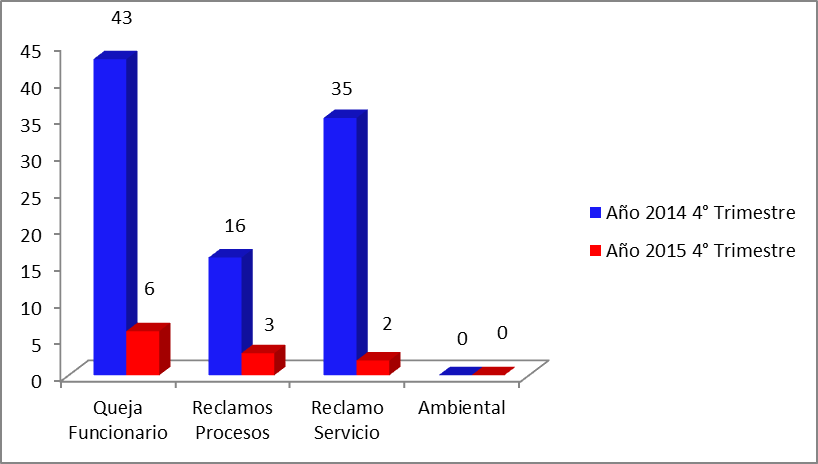 43
45
40
35
30
25
20
15
10
5
0
35
16
6
3
2
0
0
Queja
Funcionario
Reclamos
Procesos
Reclamo
Servicio
Ambiental
Año 2014 4° Trimestre
Año 2015 4° Trimestre